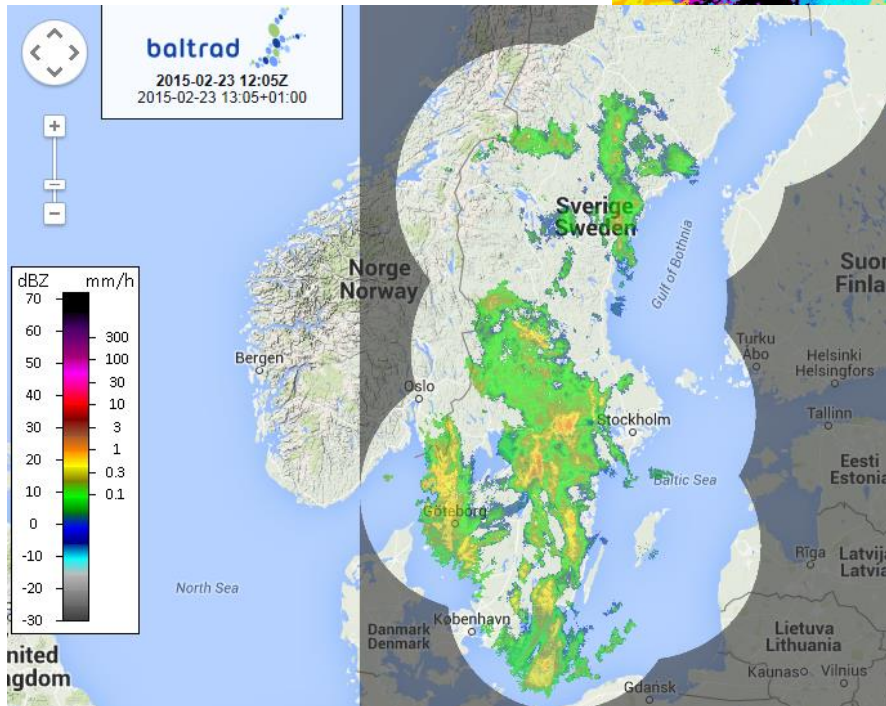 baltrad
2015-02-23 12:05Z
2015-02-23 13:05+01:00
Sverige
Sweden
Gulf of Bothnia
Norge
Norway
Suor
Finla
dBZ mm/h
70
60
50
40
30
20
10
0
-10
-20
-30
300
100
30
10
3
1
0.3
0.1
Bergen
Oslo
Turku
Åbo
Helsinki
Helsingfors
Stockholm
Tallinn
Baltic Sea
Eesti
Estonia
Göteborg
North Sea
Rīga
Latvija
Latvia
København
Danmark
Denmark
Lietuva
Lithuania
nited
gdom
Kaunas
Vilnius
Gdańsk